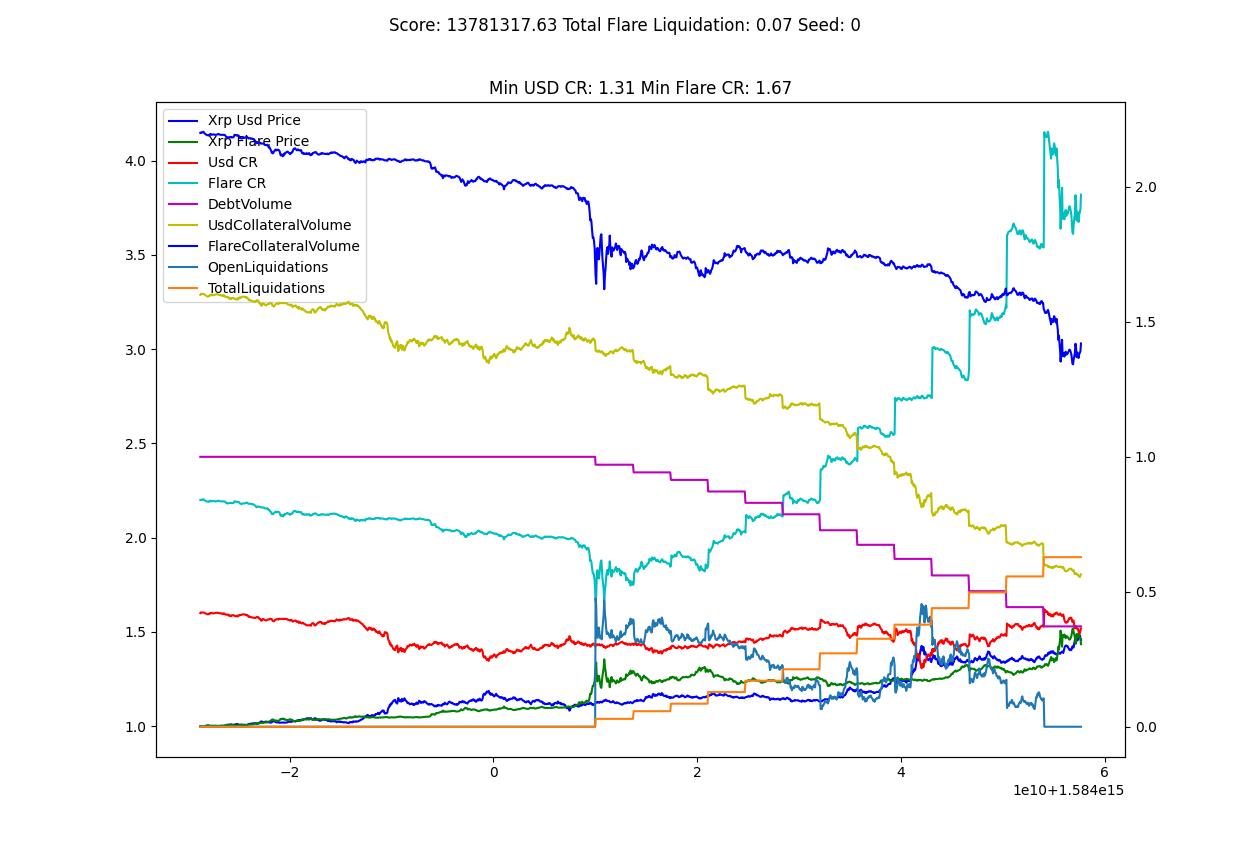 Score: 13781317.63 Total Flare Liquidation: 0.07 Seed: 0
Min USD CR: 1.31 Min Flare CR: 1.67
Xrp Usd Price
Xrp Flare Price
Usd CR
Flare CR
DebtVolume
UsdCollateralVolume
FlareCollateralVolume
OpenLiquidations
TotalLiquidations
4.0
3.5
3.0
2.5
2.0
1.5
1.0
2.0
1.5
1.0
0.5
0.0
−2
0
2
4
6
1e10+1.584e15